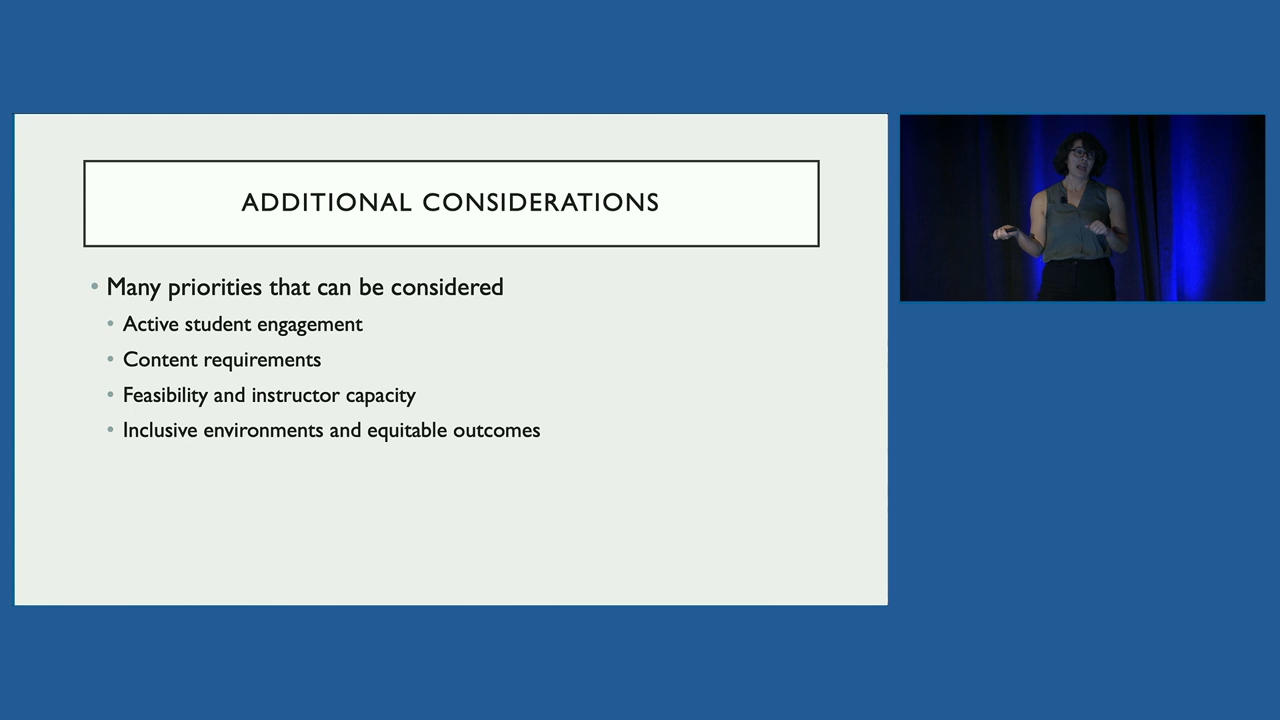 ADDITIONAL CONSIDERATIONS
• Many priorities that can be considered
• Active student engagement
• Content requirements
• Feasibility and instructor capacity
• Inclusive environments and equitable outcomes